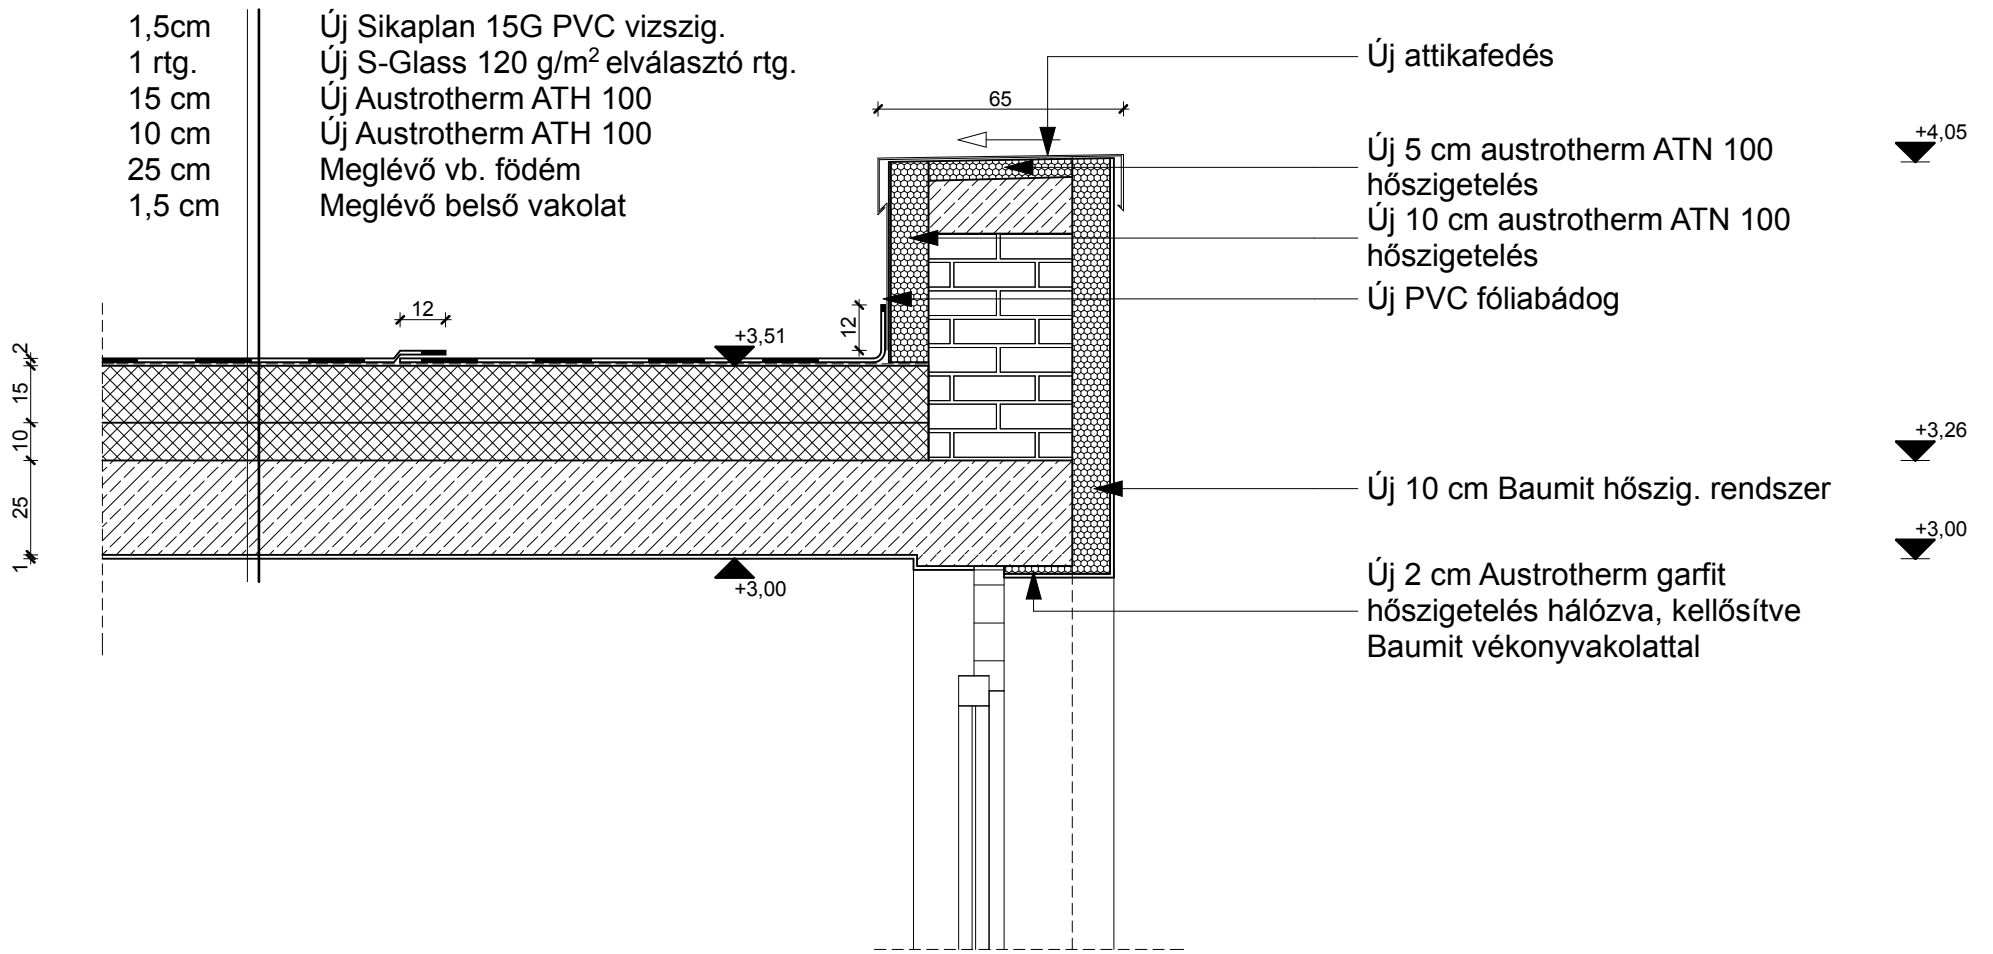 1,5cm Új Sikaplan 15G PVC vizszig.
1 rtg. Új S-Glass 120 g/m² elválasztó rtg.
15 cm Új Austrotherm ATH 100
10 cm Új Austrotherm ATH 100
25 cm Meglévő vb. födém
1,5 cm Meglévő belső vakolat
65
Új attikafedés
Új 5 cm austrotherm ATN 100
hőszigetelés
Új 10 cm austrotherm ATN 100
hőszigetelés
Új PVC fóliabádog
+4,05
12
12
+3,51
2
15
10
25
1
+3,00
+3,26
Új 10 cm Baumit hőszig. rendszer
+3,00
Új 2 cm Austrotherm garfit
hőszigetelés hálózva, kellősítve
Baumit vékonyvakolattal